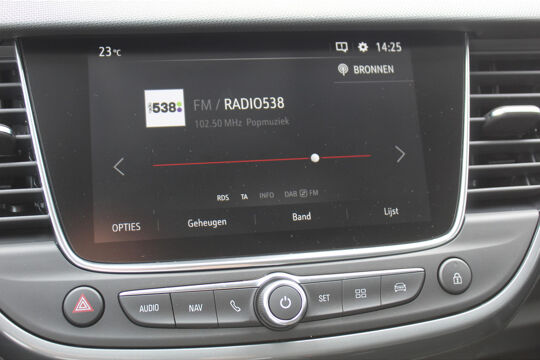 23 °C 14:25
BRONNEN
538
FM / RADIO538
102.50 MHz Popmuziek
RDS TA INFO DAB FM
OPTIES Geheugen Band Lijst
AUDIO NAV SET